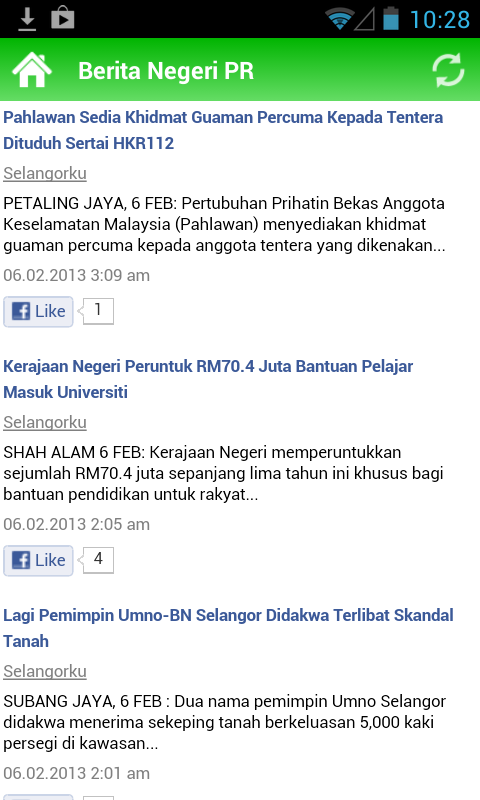 10:28
Berita Negeri PR
Pahlawan Sedia Khidmat Guaman Percuma Kepada Tentera
Dituduh Sertai HKR112
Selangorku
PETALING JAYA, 6 FEB: Pertubuhan Prihatin Bekas Anggota
Keselamatan Malaysia (Pahlawan) menyediakan khidmat
guaman percuma kepada anggota tentera yang dikenakan...
06.02.2013 3:09 am
Like 1
Kerajaan Negeri Peruntuk RM70.4 Juta Bantuan Pelajar
Masuk Universiti
Selangorku
SHAH ALAM 6 FEB: Kerajaan Negeri memperuntukkan
sejumlah RM70.4 juta sepanjang lima tahun ini khusus bagi
bantuan pendidikan untuk rakyat...
06.02.2013 2:05 am
Like 4
Lagi Pemimpin Umno-BN Selangor Didakwa Terlibat Skandal
Tanah
Selangorku
SUBANG JAYA, 6 FEB : Dua nama pemimpin Umno Selangor
didakwa menerima sekeping tanah berkeluasan 5,000 kaki
persegi di kawasan...
06.02.2013 2:01 am